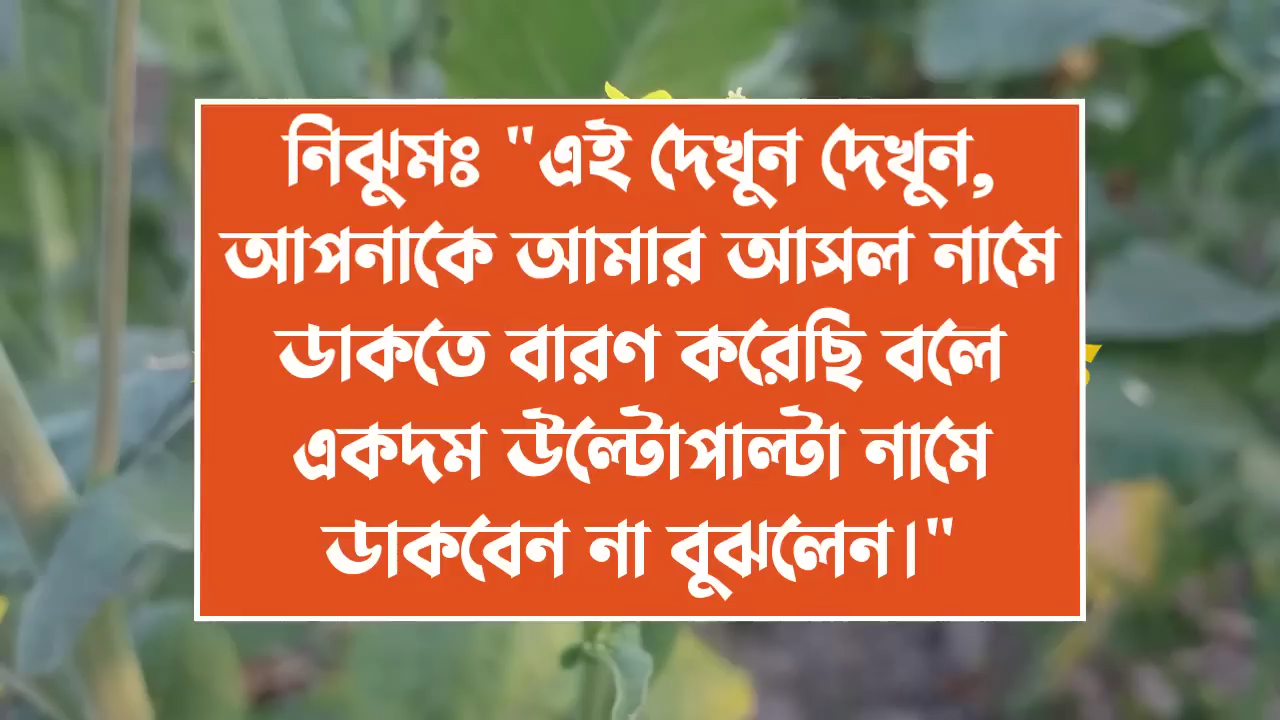 নিঝুমঃ "এই দেখুন দেখুন,
আপনাকে আমার আসল নামে
ডাকতে বারণ করেছি বলে
একদম উল্টোপাল্টা নামে
ডাকবেন না বুঝলেন।"